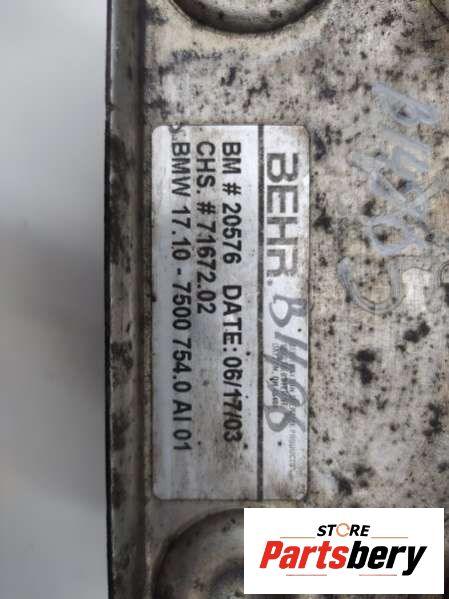 BEHR.
BM # 20576 DATE: 06/17/03
CHS. # 71672.02
BMW 17.10 - 7500 754.0 AI 01
STORE
Partsbery